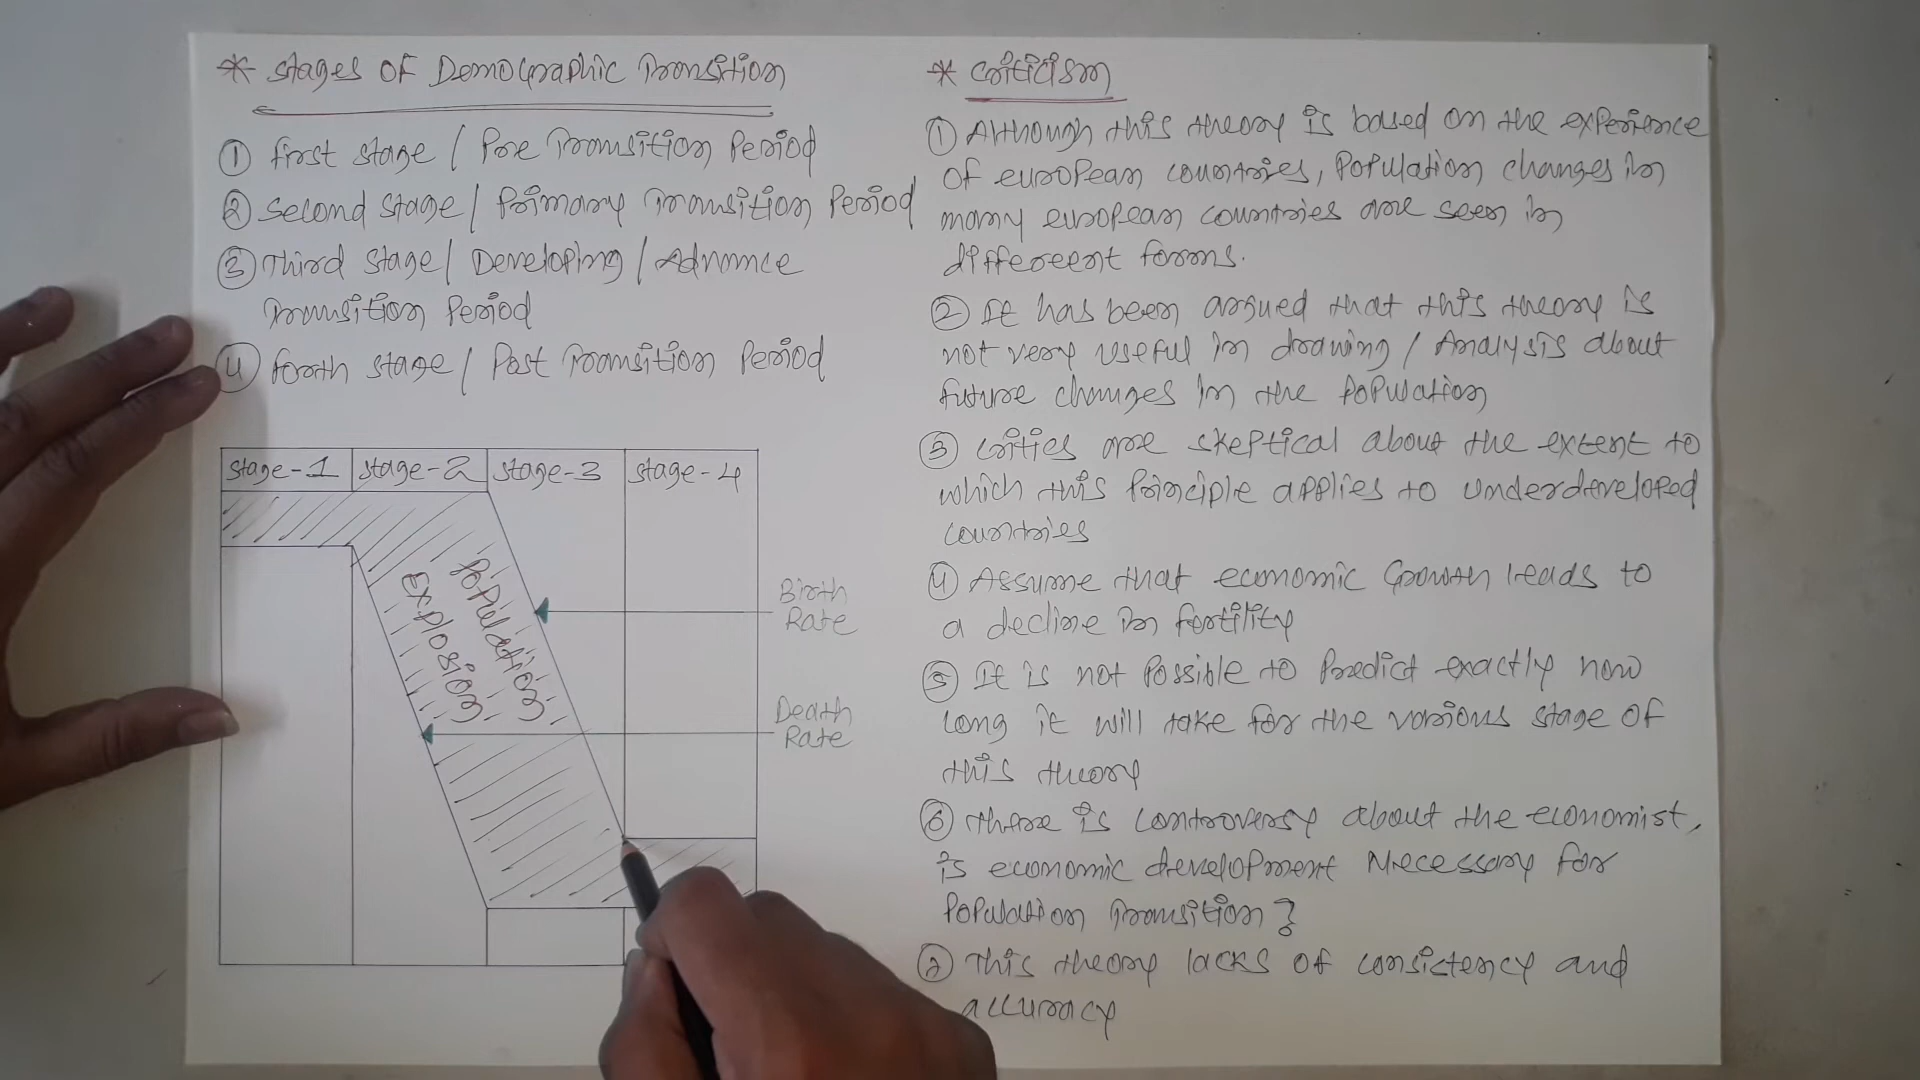 * Stages of Demographic Transition
① First stage / Pre Transition Period
② Second stage / Primary Transition Period
③ Third stage / Developing / Advance
Transition Period
④ Forth stage / Post Transition Period
stage-1 stage-2 stage-3 stage-4
Population
Explosion
Birth
Rate
Death
Rate
* Criticism
① Although this theory is based on the experience
of european countries, Population changes in
many european countries are seen in
differeent forms.
② It has been argued that this theory is
not very useful in drawing / Analysis about
future changes in the Population
③ Critics are skeptical about the extent to
which this Principle applies to underdeveloped
countries
④ Assume that economic Growth leads to
a decline in fertility
⑤ It is not Possible to Predict exactly how
long it will take for the various stage of
this theory
⑥ There is controversy about the economist,
is economic development Necessary for
Population Transition?
⑦ This theory lacks of consistency and
accuracy